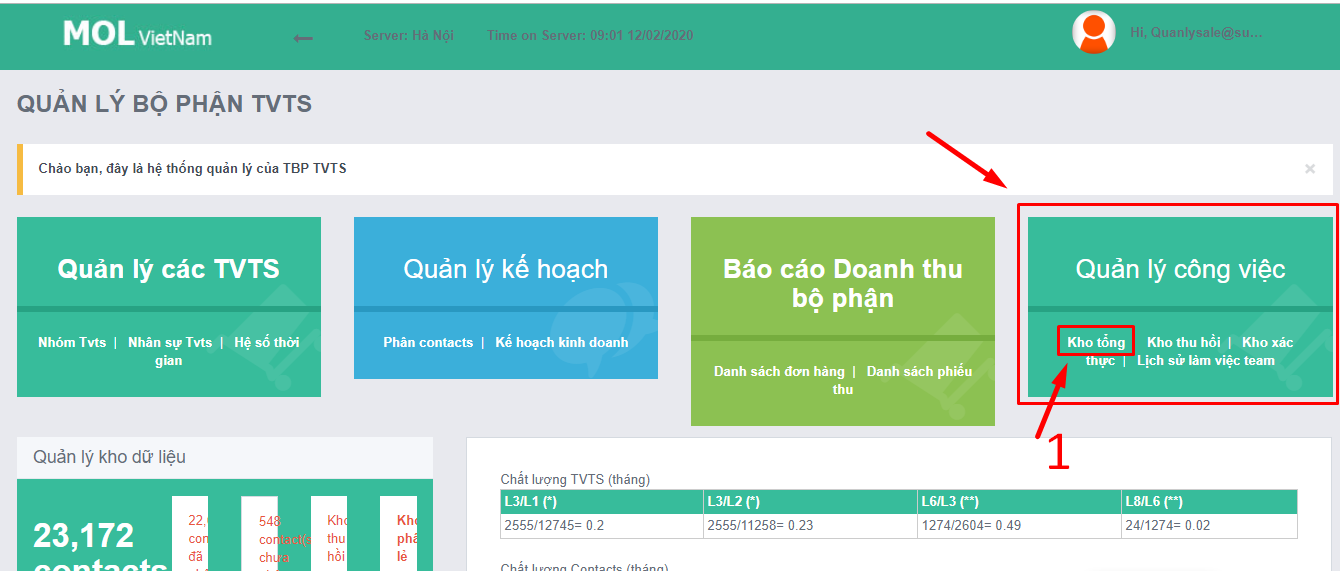 MOL VietNam
Server: Hà Nội
Time on Server: 09:01 12/02/2020
Hi, Quanlysale@su...
QUẢN LÝ BỘ PHẬN TVTS
Chào bạn, đây là hệ thống quản lý của TBP TVTS
×
Quản lý các TVTS
Nhóm Tvts | Nhân sự Tvts | Hệ số thời
gian
Quản lý kế hoạch
Phân contacts | Kế hoạch kinh doanh
Báo cáo Doanh thu
bộ phận
Danh sách đơn hàng | Danh sách phiếu
thu
Quản lý công việc
Kho tổng Kho thu hồi | Kho xác
thực | Lịch sử làm việc team
1
Quản lý kho dữ liệu
23,172
contacts
548
chưa
Kho
thu
hồi
Kho
lẻ
đã
Chất lượng TVTS (tháng)
L3/L1 (*) L3/L2 (*) L6/L3 (**) L8/L6 (**)
2555/12745= 0.2 2555/11258= 0.23 1274/2604= 0.49 24/1274= 0.02
Chất lượng Contacts (tháng)